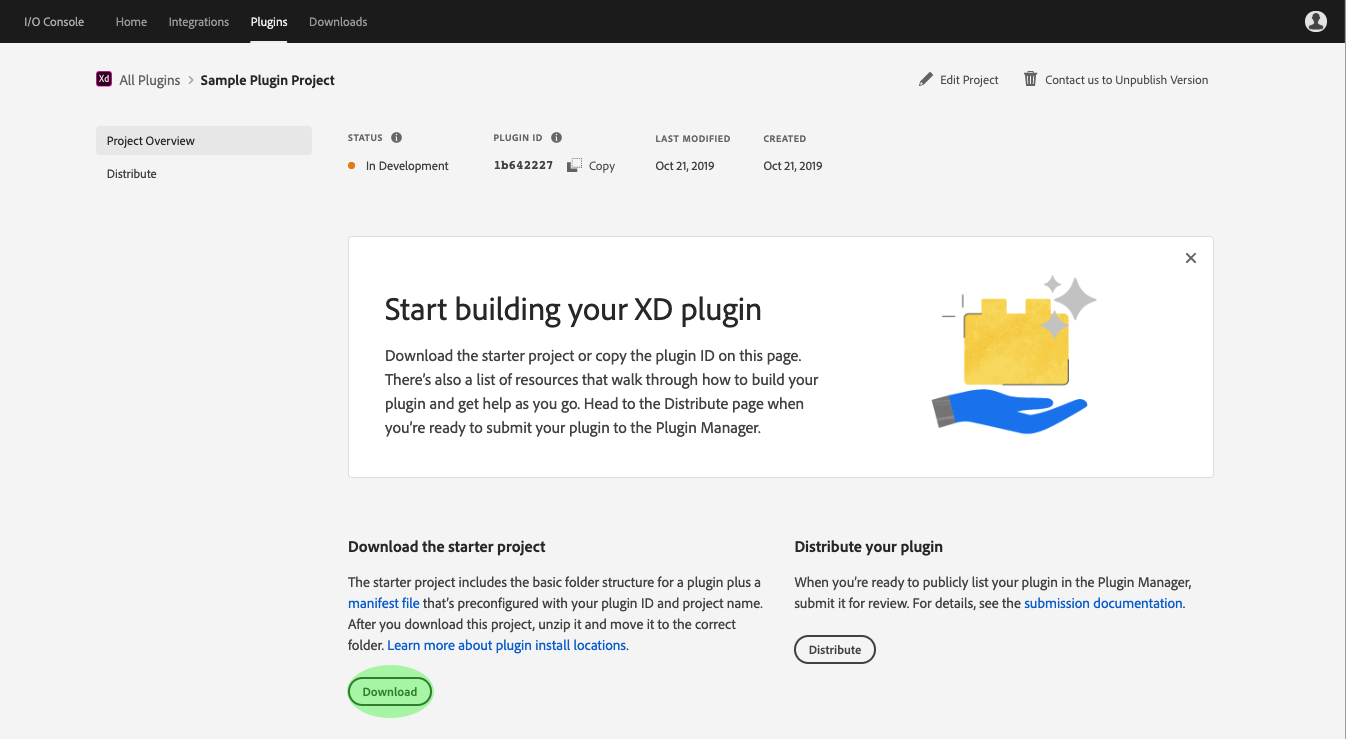 I/O Console Home Integrations Plugins Downloads
Xd All Plugins > Sample Plugin Project Edit Project Contact us to Unpublish Version
Project Overview
Distribute
STATUS PLUGIN ID LAST MODIFIED CREATED
In Development 1b642227 Copy Oct 21, 2019 Oct 21, 2019
Start building your XD plugin
Download the starter project or copy the plugin ID on this page.
There's also a list of resources that walk through how to build your
plugin and get help as you go. Head to the Distribute page when
you're ready to submit your plugin to the Plugin Manager.
Download the starter project
The starter project includes the basic folder structure for a plugin plus a
manifest file that's preconfigured with your plugin ID and project name.
After you download this project, unzip it and move it to the correct
folder. Learn more about plugin install locations.
Download
Distribute your plugin
When you're ready to publicly list your plugin in the Plugin Manager,
submit it for review. For details, see the submission documentation.
Distribute